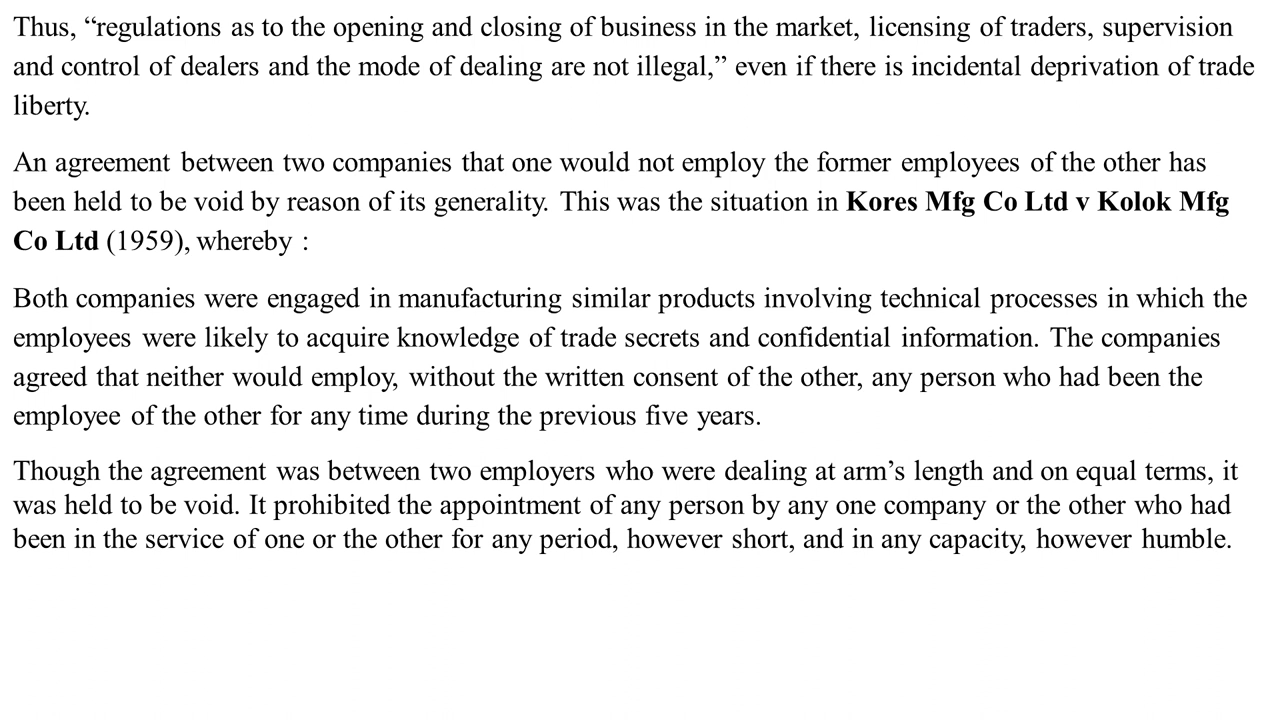 Thus, “regulations as to the opening and closing of business in the market, licensing of traders, supervision
and control of dealers and the mode of dealing are not illegal,” even if there is incidental deprivation of trade
liberty.
An agreement between two companies that one would not employ the former employees of the other has
been held to be void by reason of its generality. This was the situation in Kores Mfg Co Ltd v Kolok Mfg
Co Ltd (1959), whereby :
Both companies were engaged in manufacturing similar products involving technical processes in which the
employees were likely to acquire knowledge of trade secrets and confidential information. The companies
agreed that neither would employ, without the written consent of the other, any person who had been the
employee of the other for any time during the previous five years.
Though the agreement was between two employers who were dealing at arm’s length and on equal terms, it
was held to be void. It prohibited the appointment of any person by any one company or the other who had
been in the service of one or the other for any period, however short, and in any capacity, however humble.